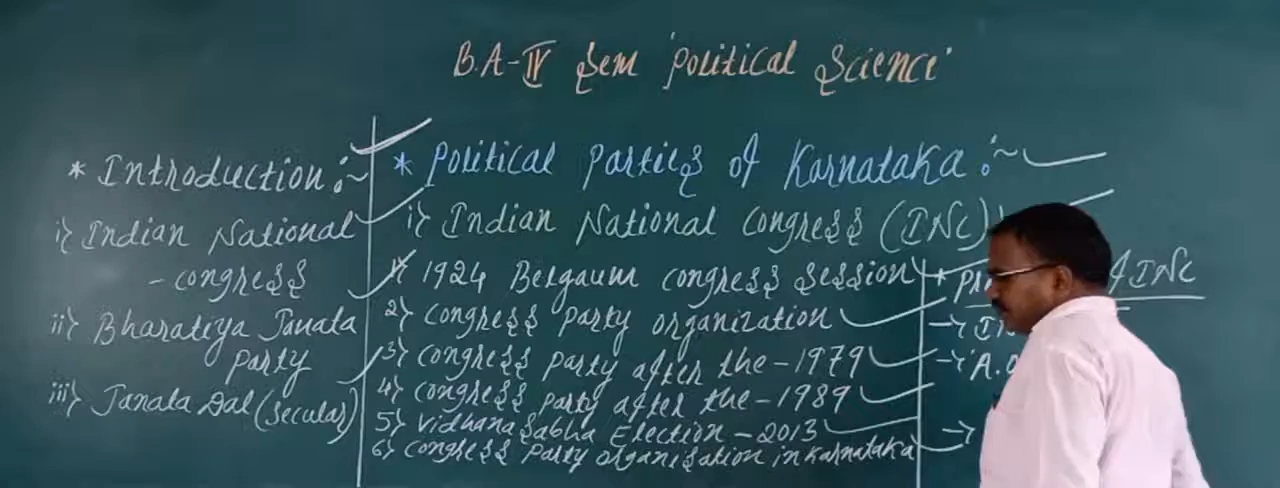 B.A-IV Sem 'Political Science'
* Introduction :~
i) Indian National
- congress
ii) Bharatiya Janata
Party
iii) Janata Dal (secular)
* Political Parties of Karnataka :~
i) Indian National Congress (INC)
1) 1924 Belgaum congress session
2) Congress party organization
3) Congress party after the - 1979
4) Congress party after the - 1989
5) Vidhana Sabha Election - 2013
6) Congress Party organisation in Karnataka
* of INC
→
→ A.
→